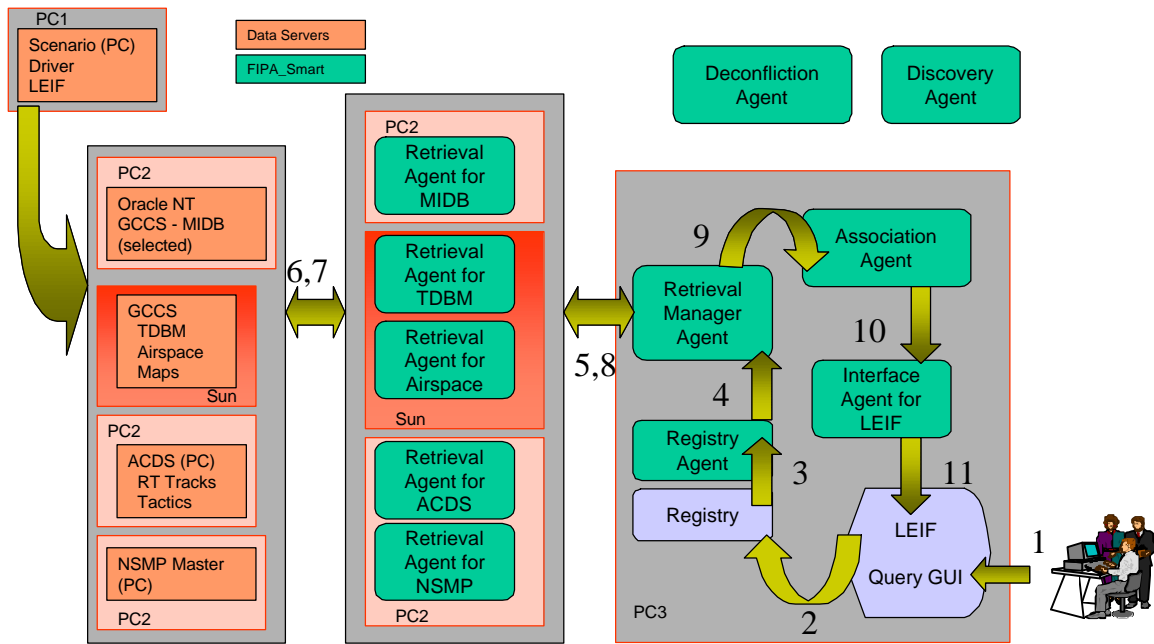 PC1
Scenario (PC)
Driver
LEIF
Data Servers
FIPA_Smart
Deconfliction
Agent
Discovery
Agent
PC2
Oracle NT
GCCS - MIDB
(selected)
GCCS
TDBM
Airspace
Maps
Sun
PC2
ACDS (PC)
RT Tracks
Tactics
NSMP Master
(PC)
PC2
6,7
PC2
Retrieval
Agent for
MIDB
Retrieval
Agent for
TDBM
Retrieval
Agent for
Airspace
Sun
Retrieval
Agent for
ACDS
Retrieval
Agent for
NSMP
PC2
5,8
9
Association
Agent
Retrieval
Manager
Agent
10
4
Interface
Agent for
LEIF
Registry
Agent
3
11
Registry
LEIF
Query GUI
1
2
PC3